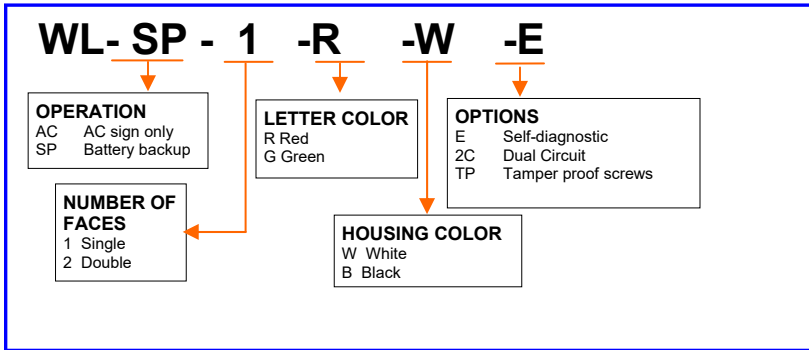 WL- SP - 1 -R -W -E
OPERATION
AC AC sign only
SP Battery backup
NUMBER OF
FACES
1 Single
2 Double
LETTER COLOR
R Red
G Green
HOUSING COLOR
W White
B Black
OPTIONS
E Self-diagnostic
2C Dual Circuit
TP Tamper proof screws